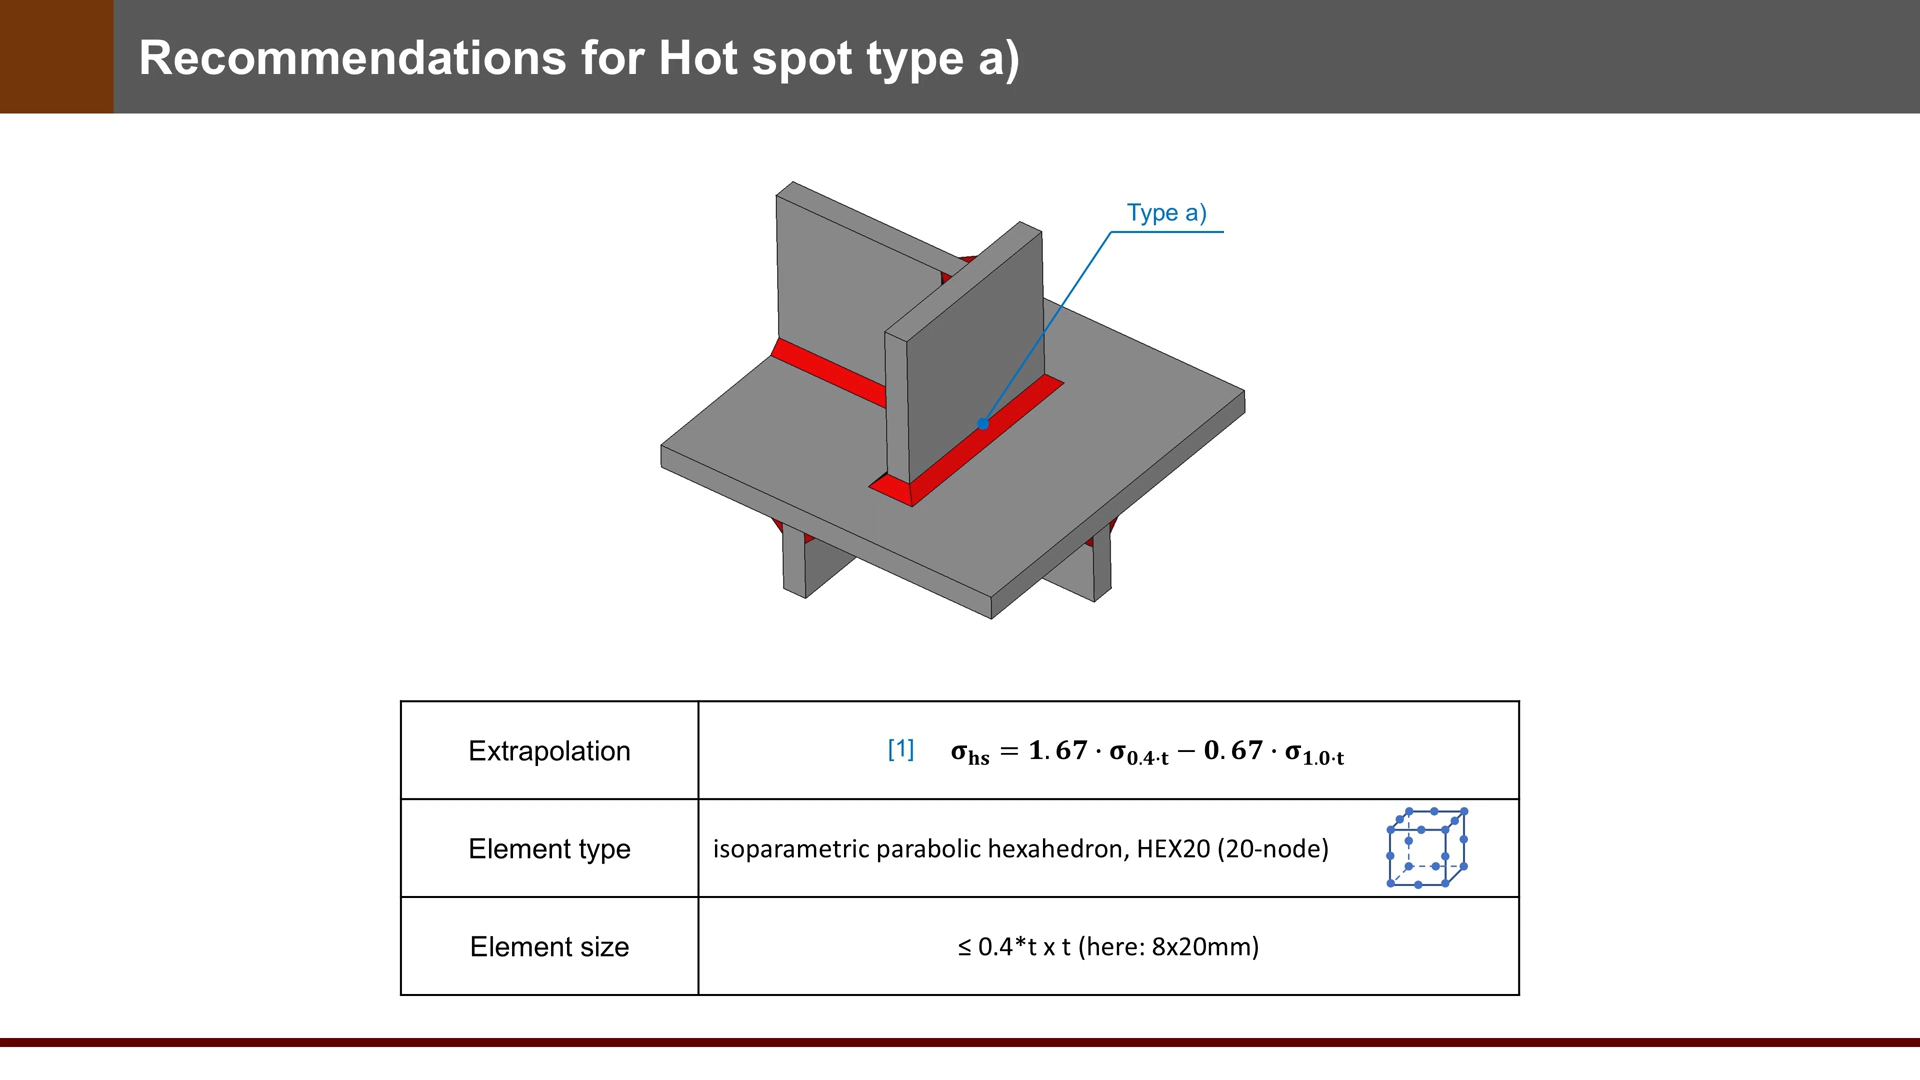 Recommendations for Hot spot type a)
Type a)
Extrapolation
[1] σhs = 1.67 · σ0.4·t − 0.67 · σ1.0·t
Element type
isoparametric parabolic hexahedron, HEX20 (20-node)
Element size
≤ 0.4*t x t (here: 8x20mm)